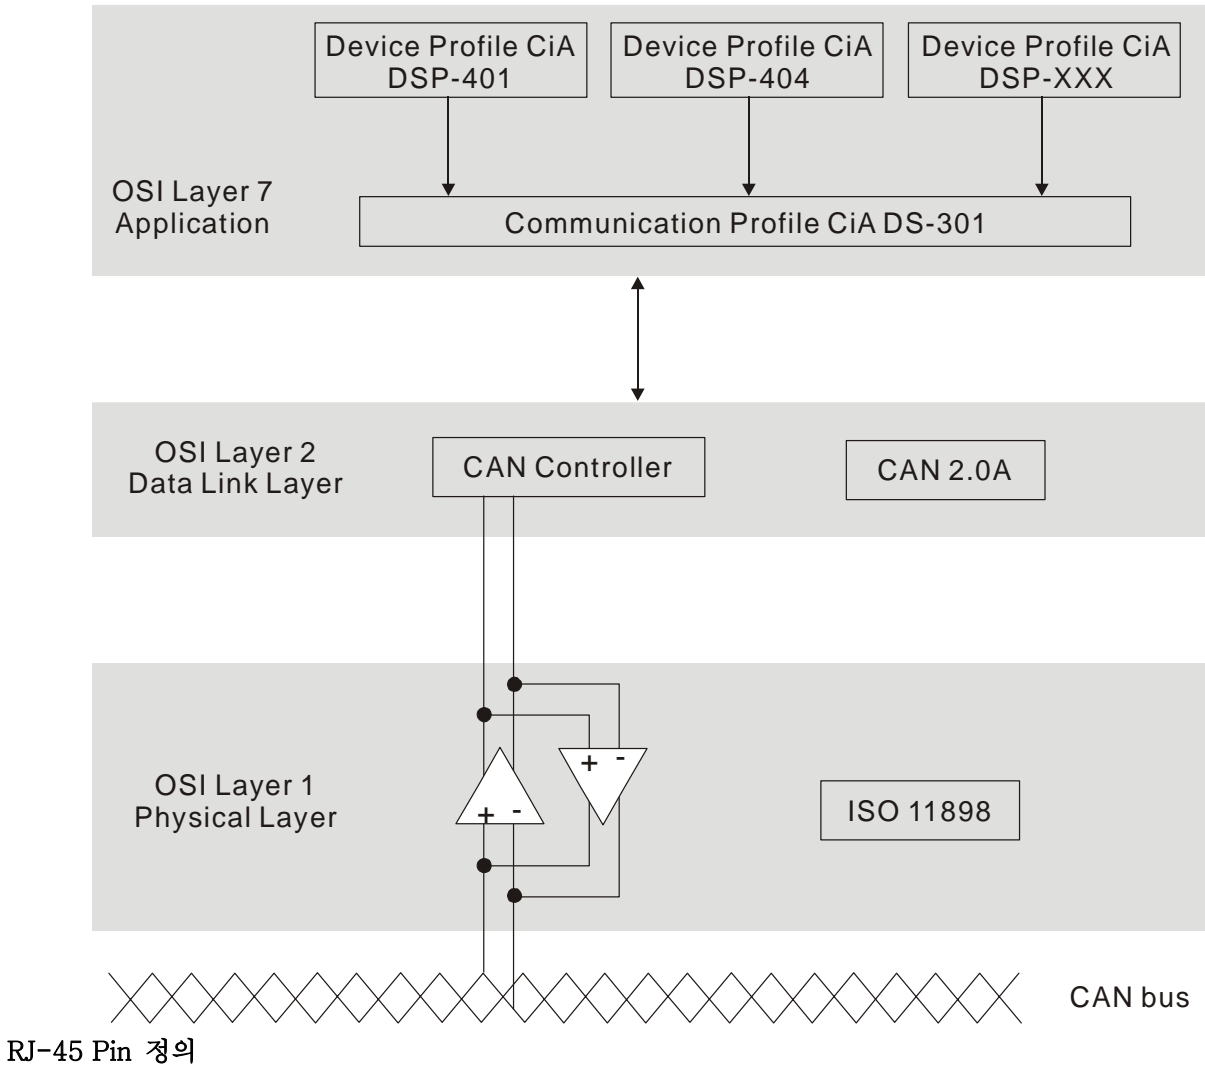 Device Profile CiA
DSP-401
Device Profile CiA
DSP-404
Device Profile CiA
DSP-XXX
OSI Layer 7
Application
Communication Profile CiA DS-301
OSI Layer 2
Data Link Layer
CAN Controller
CAN 2.0A
OSI Layer 1
Physical Layer
+ -
+ -
ISO 11898
CAN bus
RJ-45 Pin 정의